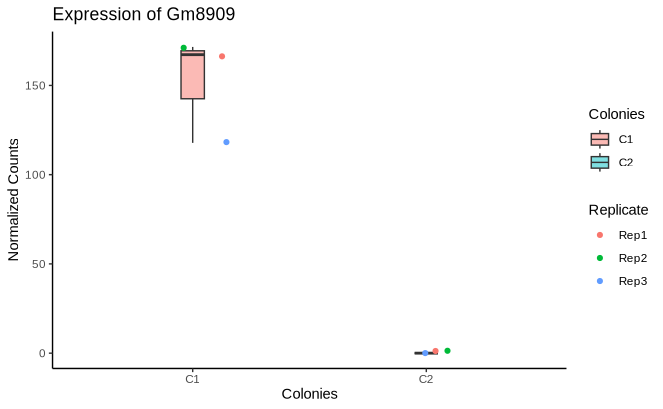 Expression of Gm8909
Normalized Counts
150
100
50
0
C1
C2
Colonies
Colonies
C1
C2
Replicate
Rep1
Rep2
Rep3